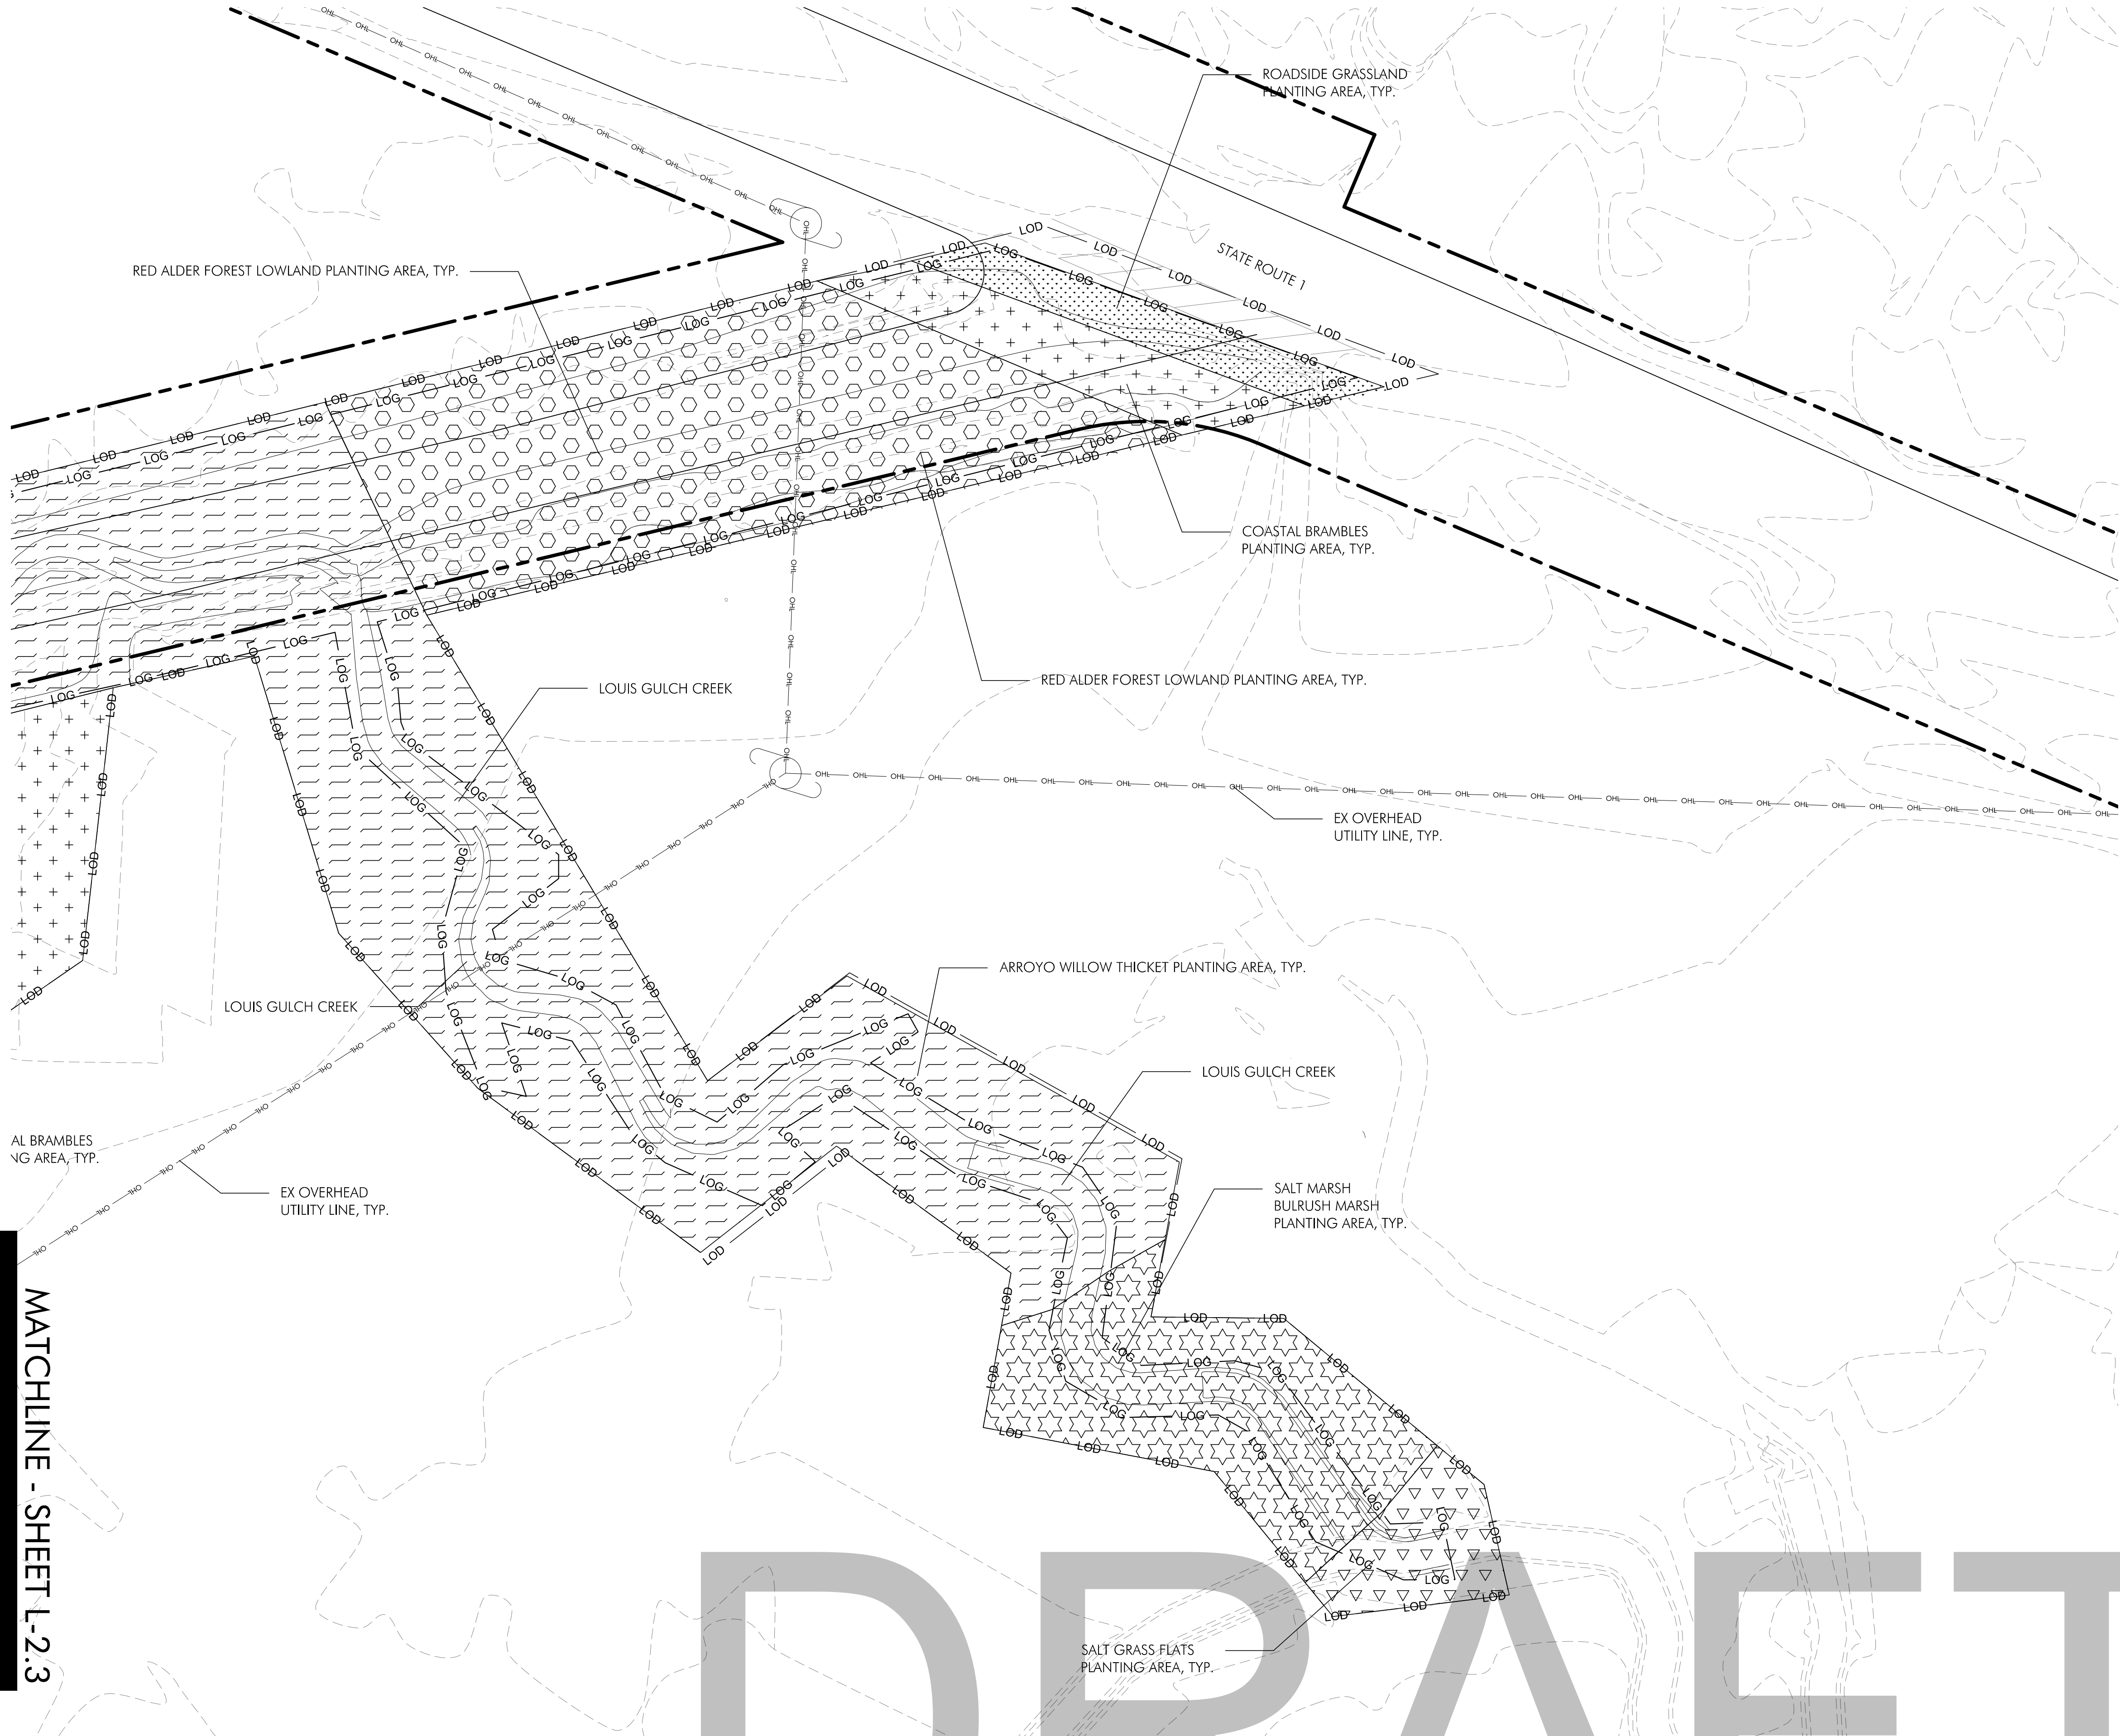 ROADSIDE GRASSLAND
PLANTING AREA, TYP.
STATE ROUTE 1
RED ALDER FOREST LOWLAND PLANTING AREA, TYP.
COASTAL BRAMBLES
PLANTING AREA, TYP.
RED ALDER FOREST LOWLAND PLANTING AREA, TYP.
LOUIS GULCH CREEK
EX OVERHEAD
UTILITY LINE, TYP.
ARROYO WILLOW THICKET PLANTING AREA, TYP.
LOUIS GULCH CREEK
LOUIS GULCH CREEK
AL BRAMBLES
NG AREA, TYP.
EX OVERHEAD
UTILITY LINE, TYP.
SALT MARSH
BULRUSH MARSH
PLANTING AREA, TYP.
SALT GRASS FLATS
PLANTING AREA, TYP.
MATCHLINE - SHEET L-2.3
DRAFT
OHL
LOD
LOG